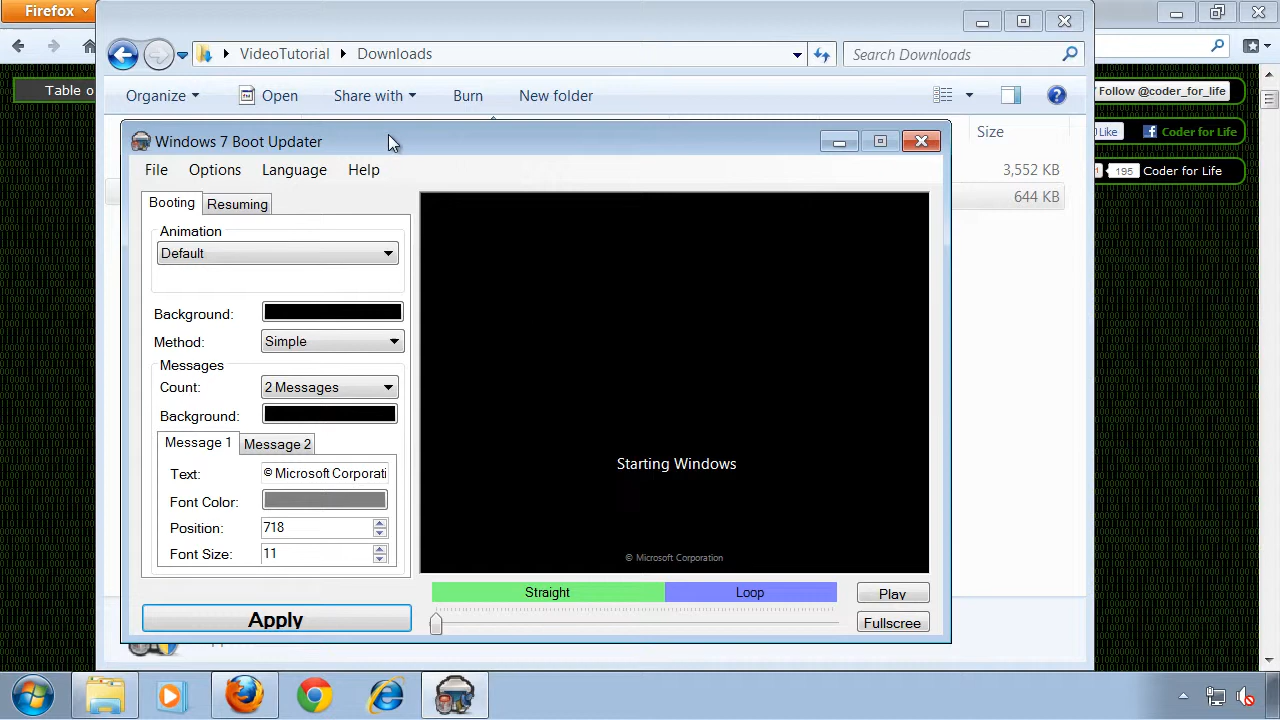 Firefox
VideoTutorial Downloads
Search Downloads
Organize Open Share with Burn New folder
Table o
Follow @coder_for_life
Like Coder for Life
195 Coder for Life
Size
3,552 KB
644 KB
Windows 7 Boot Updater
File Options Language Help
Booting Resuming
Animation
Default
Background:
Method: Simple
Messages
Count: 2 Messages
Background:
Message 1 Message 2
Text: © Microsoft Corporati
Font Color:
Position: 718
Font Size: 11
Apply
Starting Windows
© Microsoft Corporation
Straight Loop
Play
Fullscreen